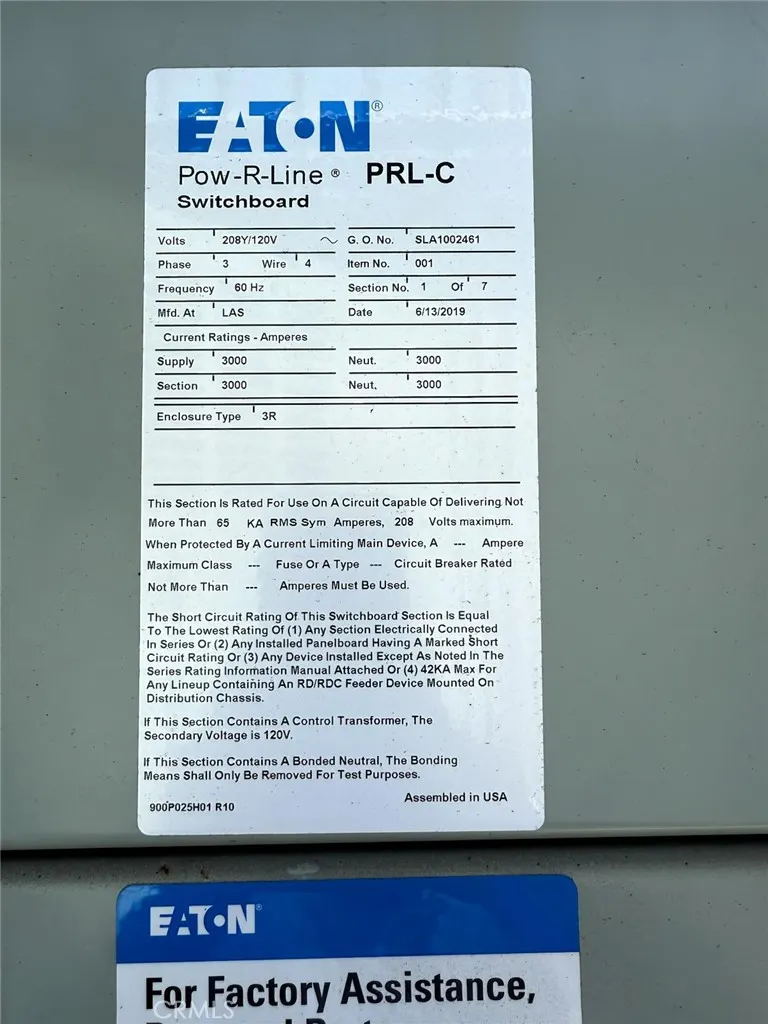 EATON®
Pow-R-Line ® PRL-C
Switchboard
Volts 208Y/120V ~ G. O. No. SLA1002461
Phase 3 Wire 4 Item No. 001
Frequency 60 Hz Section No. 1 Of 7
Mfd. At LAS Date 6/13/2019
Current Ratings - Amperes
Supply 3000 Neut. 3000
Section 3000 Neut. 3000
Enclosure Type 3R
This Section Is Rated For Use On A Circuit Capable Of Delivering Not
More Than 65 KA RMS Sym Amperes, 208 Volts maximum.
When Protected By A Current Limiting Main Device, A --- Ampere
Maximum Class --- Fuse Or A Type --- Circuit Breaker Rated
Not More Than --- Amperes Must Be Used.
The Short Circuit Rating Of This Switchboard Section Is Equal
To The Lowest Rating Of (1) Any Section Electrically Connected
In Series Or (2) Any Installed Panelboard Having A Marked Short
Circuit Rating Or (3) Any Device Installed Except As Noted In The
Series Rating Information Manual Attached Or (4) 42KA Max For
Any Lineup Containing An RD/RDC Feeder Device Mounted On
Distribution Chassis.
If This Section Contains A Control Transformer, The
Secondary Voltage is 120V.
If This Section Contains A Bonded Neutral, The Bonding
Means Shall Only Be Removed For Test Purposes.
900P025H01 R10 Assembled in USA
EATON®
For Factory Assistance,
CRMLS